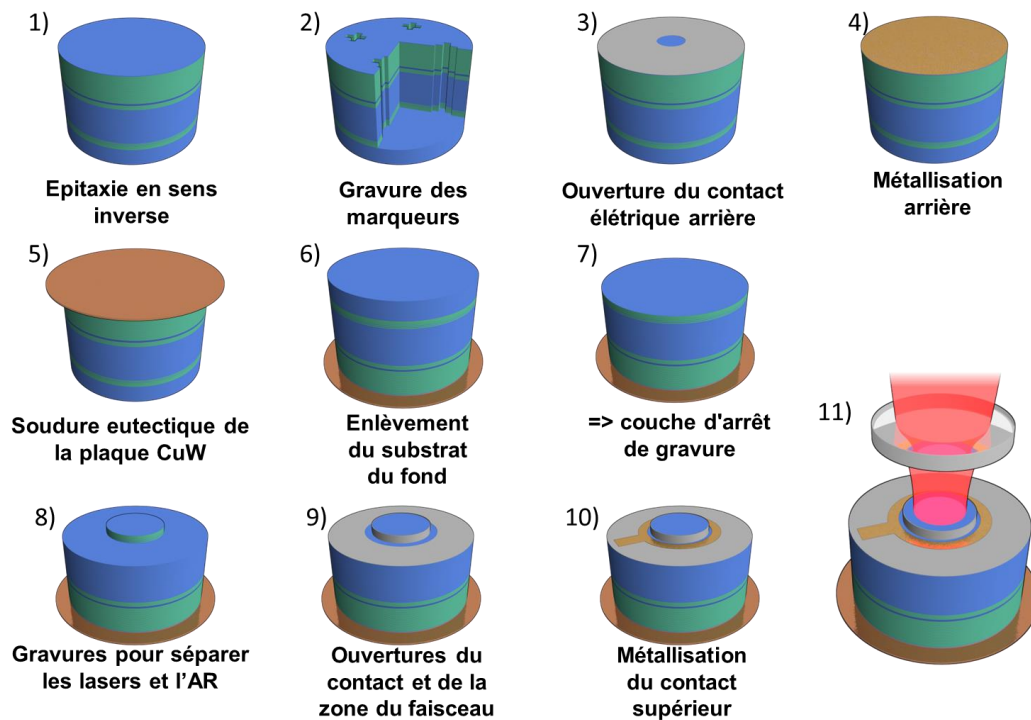 1)
Epitaxie en sens
inverse
2)
Gravure des
marqueurs
3)
Ouverture du contact
élétrique arrière
4)
Métallisation
arrière
5)
Soudure eutectique de
la plaque CuW
6)
Enlèvement
du substrat
du fond
7)
=> couche d'arrêt
de gravure
8)
Gravures pour séparer
les lasers et l’AR
9)
Ouvertures du
contact et de la
zone du faisceau
10)
Métallisation
du contact
supérieur
11)